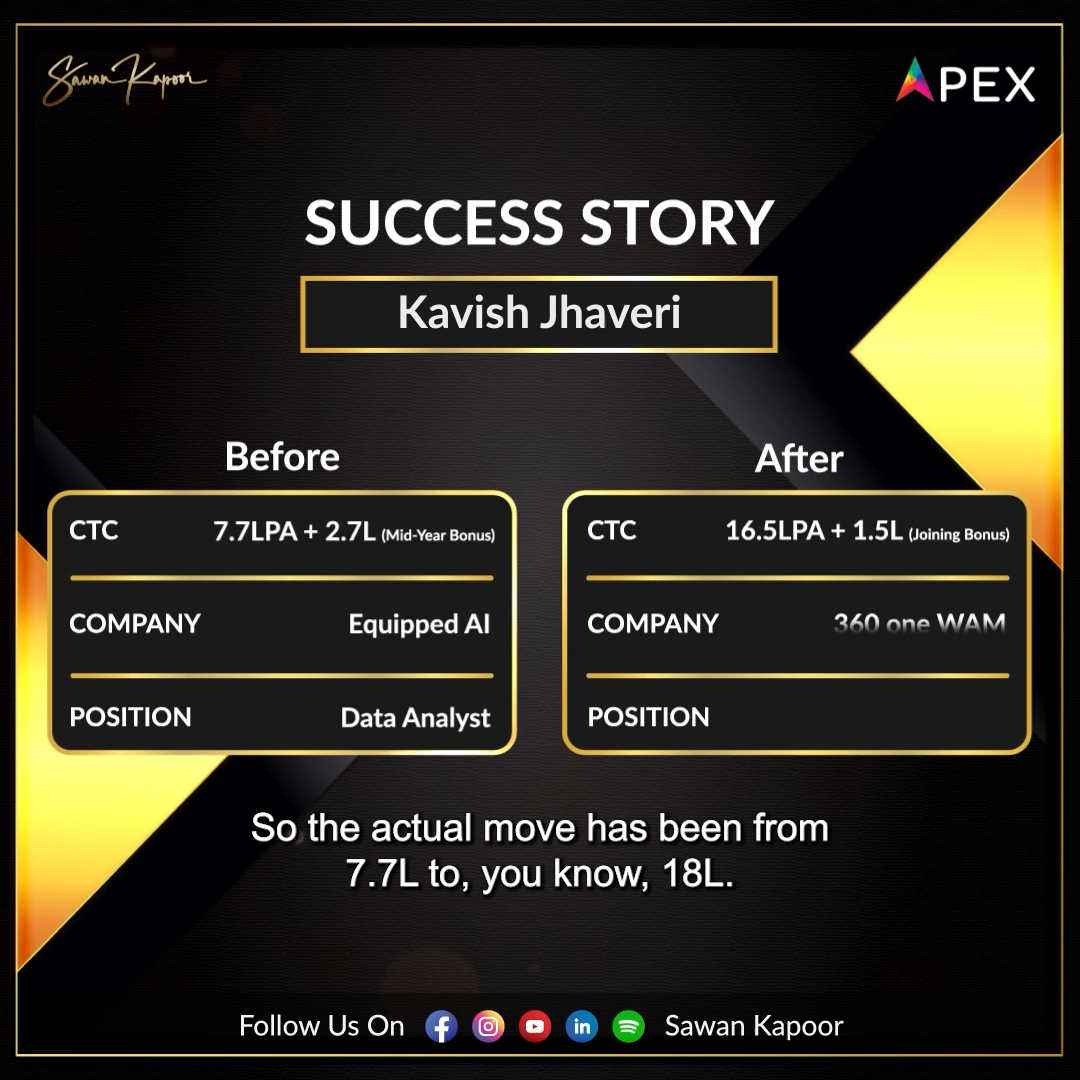 Sawan Kapoor
APEX
SUCCESS STORY
Kavish Jhaveri
Before
CTC 7.7LPA + 2.7L (Mid-Year Bonus)
COMPANY Equipped AI
POSITION Data Analyst
After
CTC 16.5LPA + 1.5L (Joining Bonus)
COMPANY 360 one WAM
POSITION
So the actual move has been from
7.7L to, you know, 18L.
Follow Us On Sawan Kapoor